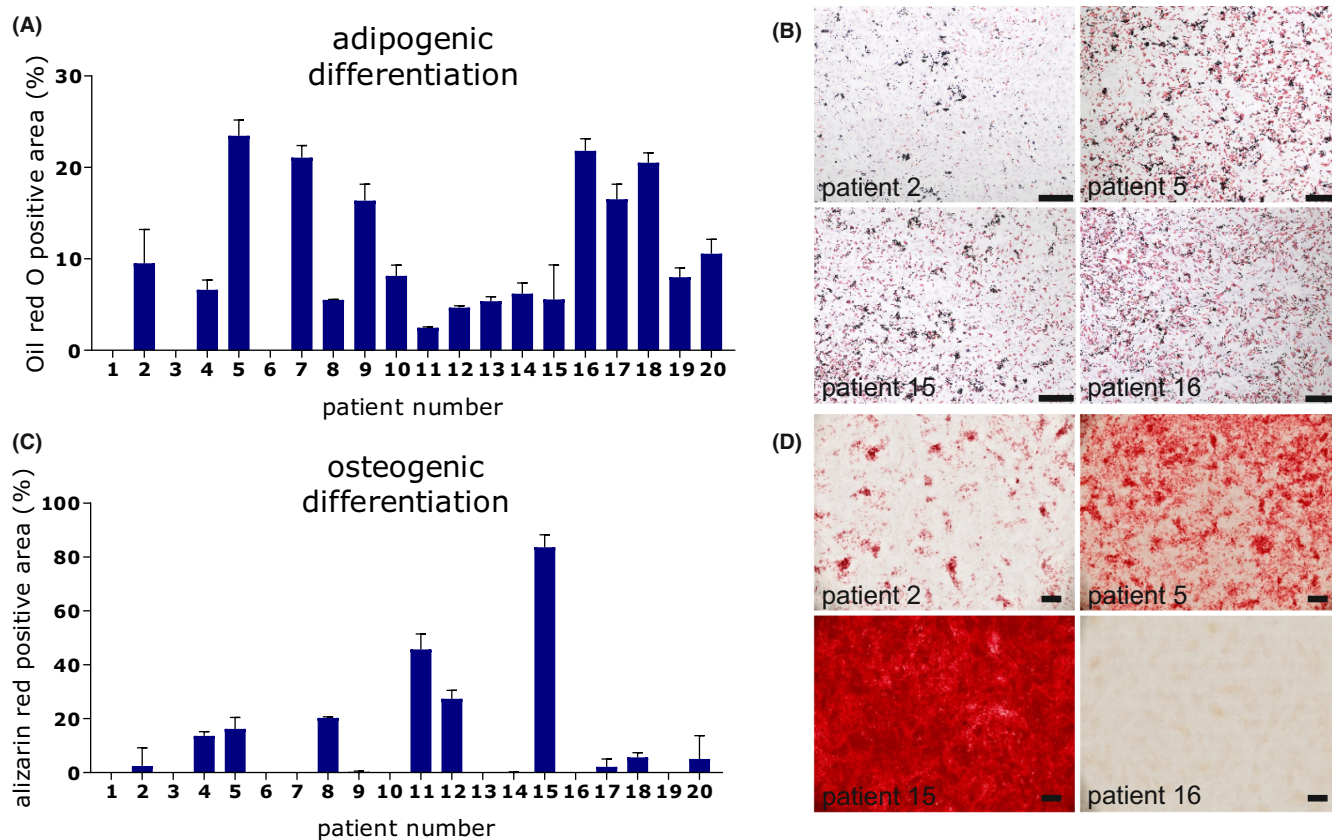 (A)
adipogenic
differentiation
Oil red O positive area (%)
30
20
10
0
1 2 3 4 5 6 7 8 9 10 11 12 13 14 15 16 17 18 19 20
patient number
(B)
patient 2
patient 5
patient 15
patient 16
(C)
osteogenic
differentiation
alizarin red positive area (%)
100
80
60
40
20
0
1 2 3 4 5 6 7 8 9 10 11 12 13 14 15 16 17 18 19 20
patient number
(D)
patient 2
patient 5
patient 15
patient 16